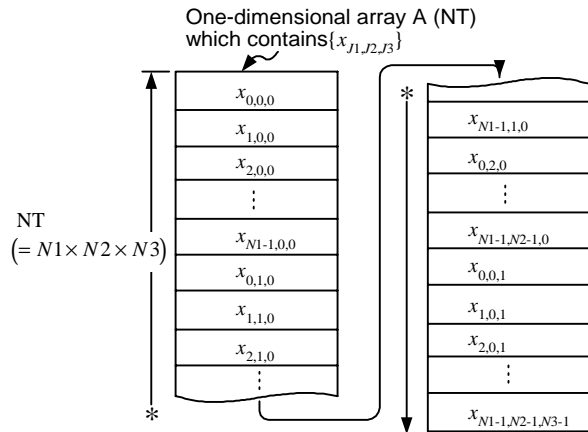 One-dimensional array A (NT)
which contains{x_{J1,J2,J3}}
x_{0,0,0}
x_{1,0,0}
x_{2,0,0}
⋮
x_{N1-1,0,0}
x_{0,1,0}
x_{1,1,0}
x_{2,1,0}
⋮
NT
(= N1 × N2 × N3)
*
*
x_{N1-1,1,0}
x_{0,2,0}
⋮
x_{N1-1,N2-1,0}
x_{0,0,1}
x_{1,0,1}
x_{2,0,1}
⋮
x_{N1-1,N2-1,N3-1}